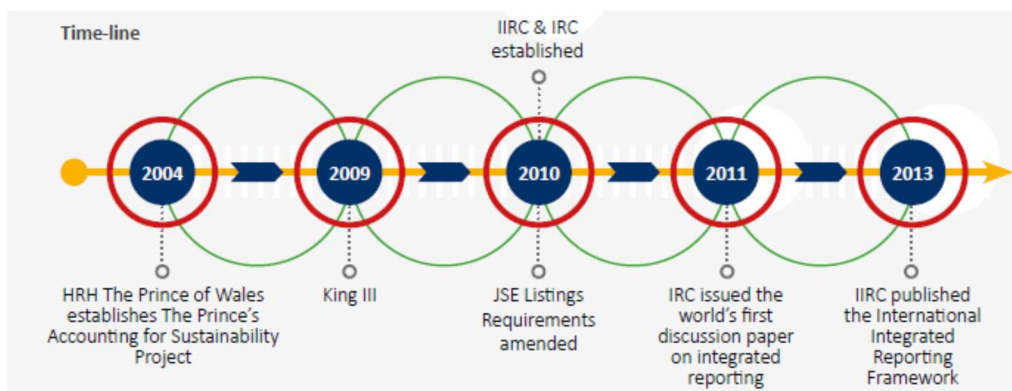 Time-line
IIRC & IRC
established
2004
2009
2010
2011
2013
HRH The Prince of Wales
establishes The Prince's
Accounting for Sustainability
Project
King III
JSE Listings
Requirements
amended
IRC issued the
world's first
discussion paper
on integrated
reporting
IIRC published
the International
Integrated
Reporting
Framework